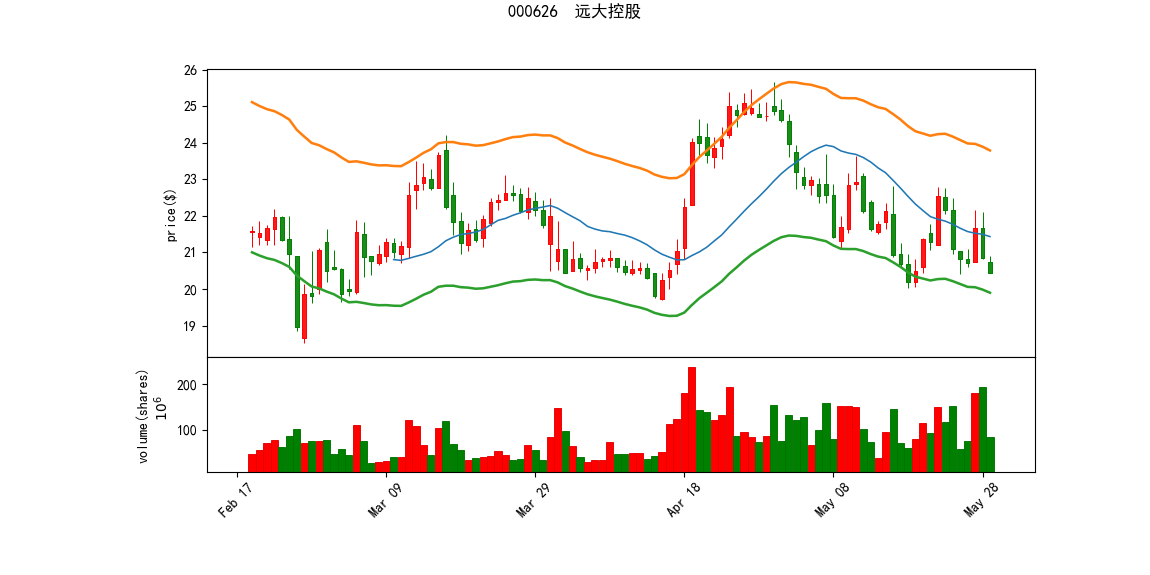 000626 远大控股
26
25
24
23
22
21
20
19
price($)
200
100
volume(shares)
10^6
Feb 17
Mar 09
Mar 29
Apr 18
May 08
May 28